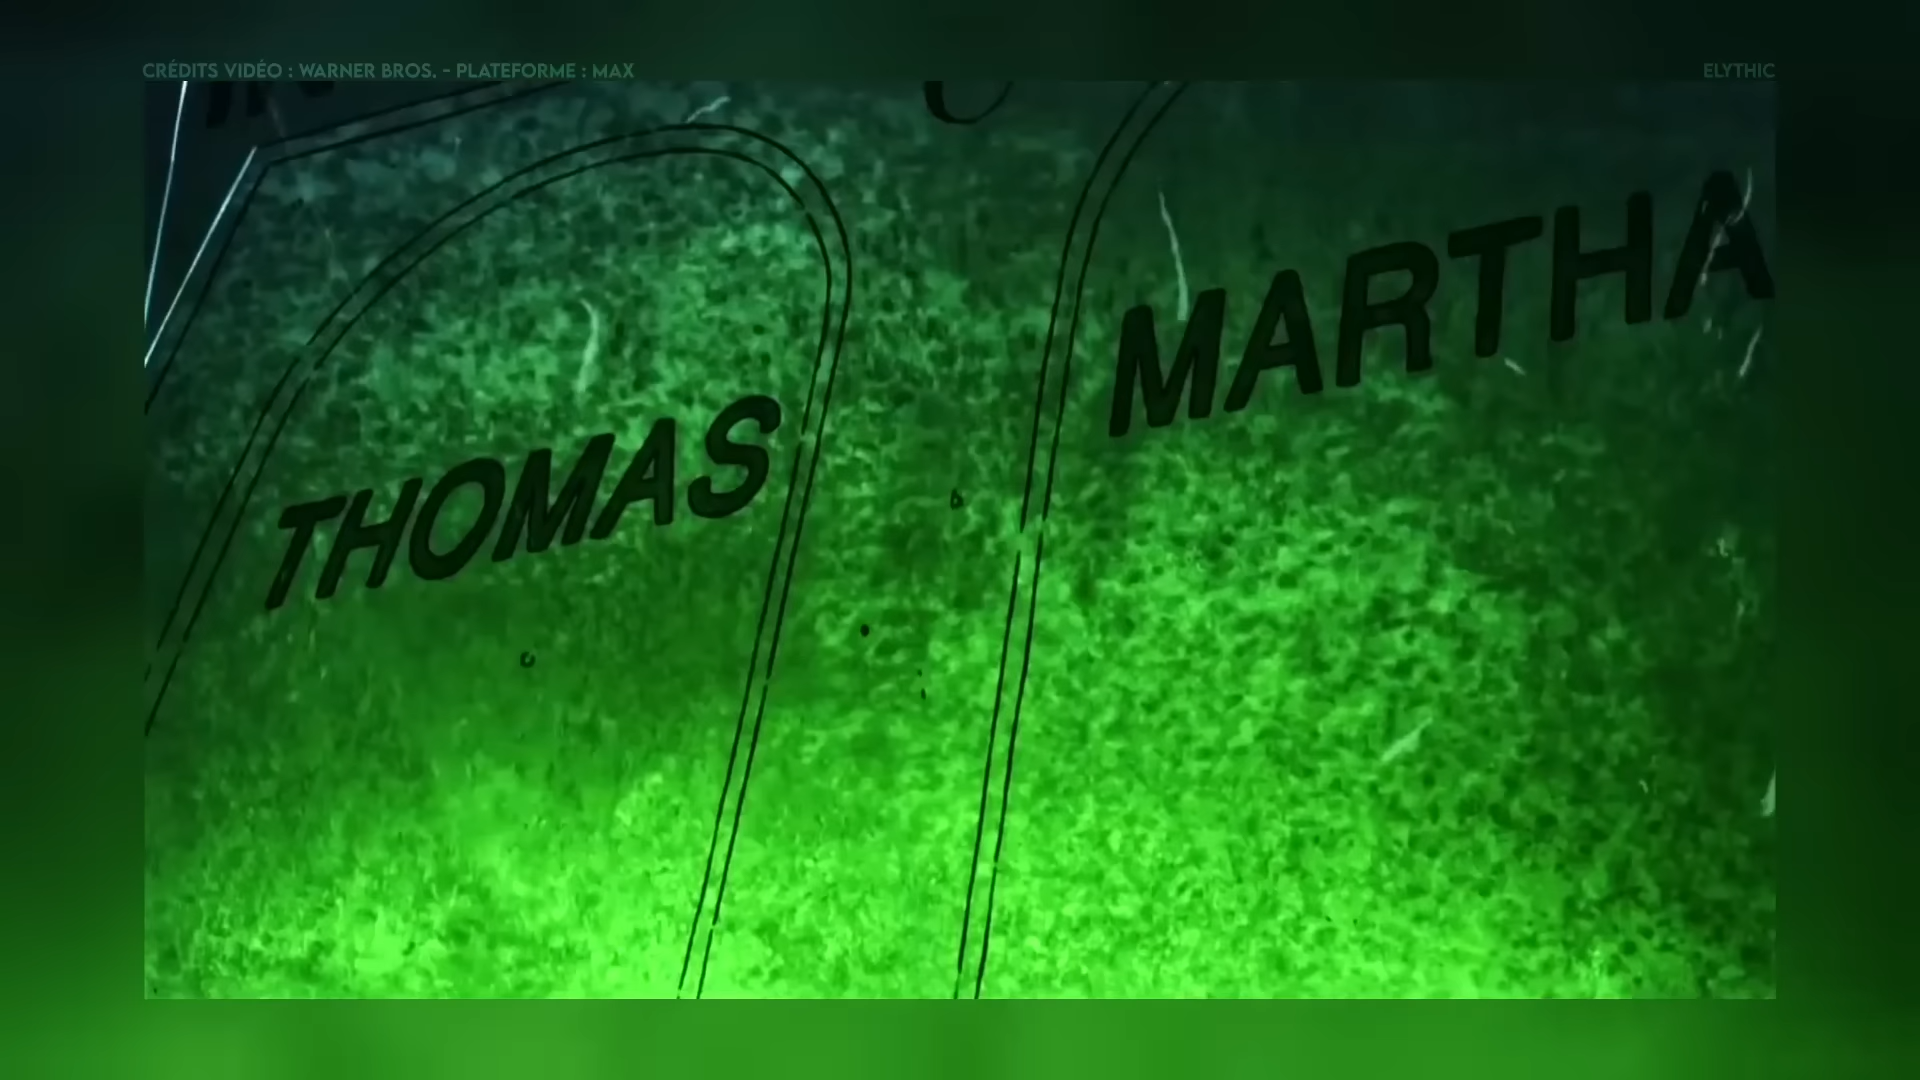 CRÉDITS VIDÉO : WARNER BROS. - PLATEFORME : MAX
ELYTHIC
THOMAS
MARTHA